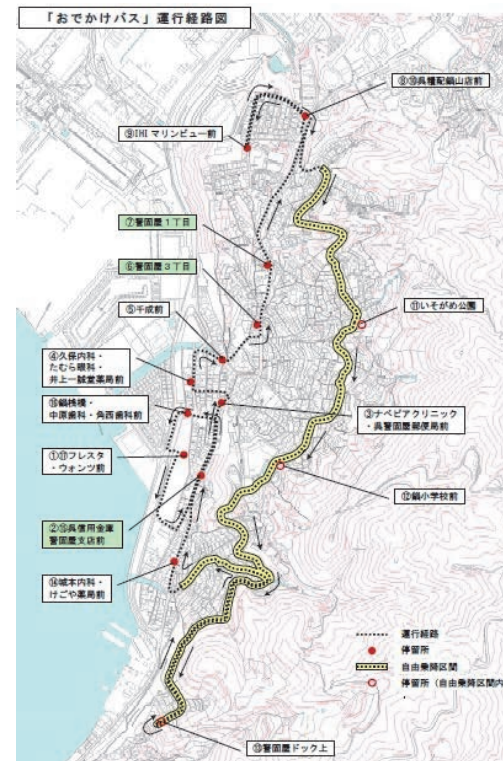 「おでかけバス」運行経路図
⑧⑩呉種配鍋山店前
⑨IHI マリンビュー前
⑦警固屋1丁目
⑥警固屋3丁目
⑤千成前
⑪いそがめ公園
④久保内科・
たむら眼科・
井上一誠堂薬局前
⑯鍋桟橋・
中原歯科・角西歯科前
③ナベピアクリニック
・呉警固屋郵便局前
①⑰フレスタ
・ウォンツ前
⑫鍋小学校前
②⑮呉信用金庫
警固屋支店前
⑭城本内科・
けごや薬局前
運行経路
停留所
自由乗降区間
停留所（自由乗降区間内
⑬警固屋ドック上